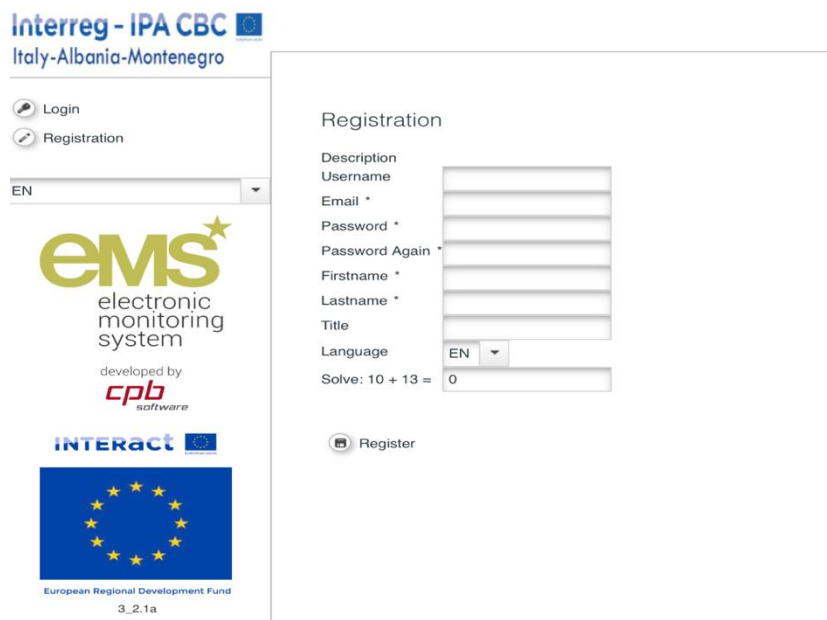 Interreg - IPA CBC
Italy-Albania-Montenegro
Login
Registration
EN
eMS
electronic
monitoring
system
developed by
cpb
software
INTERact
European Regional Development Fund
3_2.1a
Registration
Description
Username
Email *
Password *
Password Again *
Firstname *
Lastname *
Title
Language EN
Solve: 10 + 13 = 0
Register